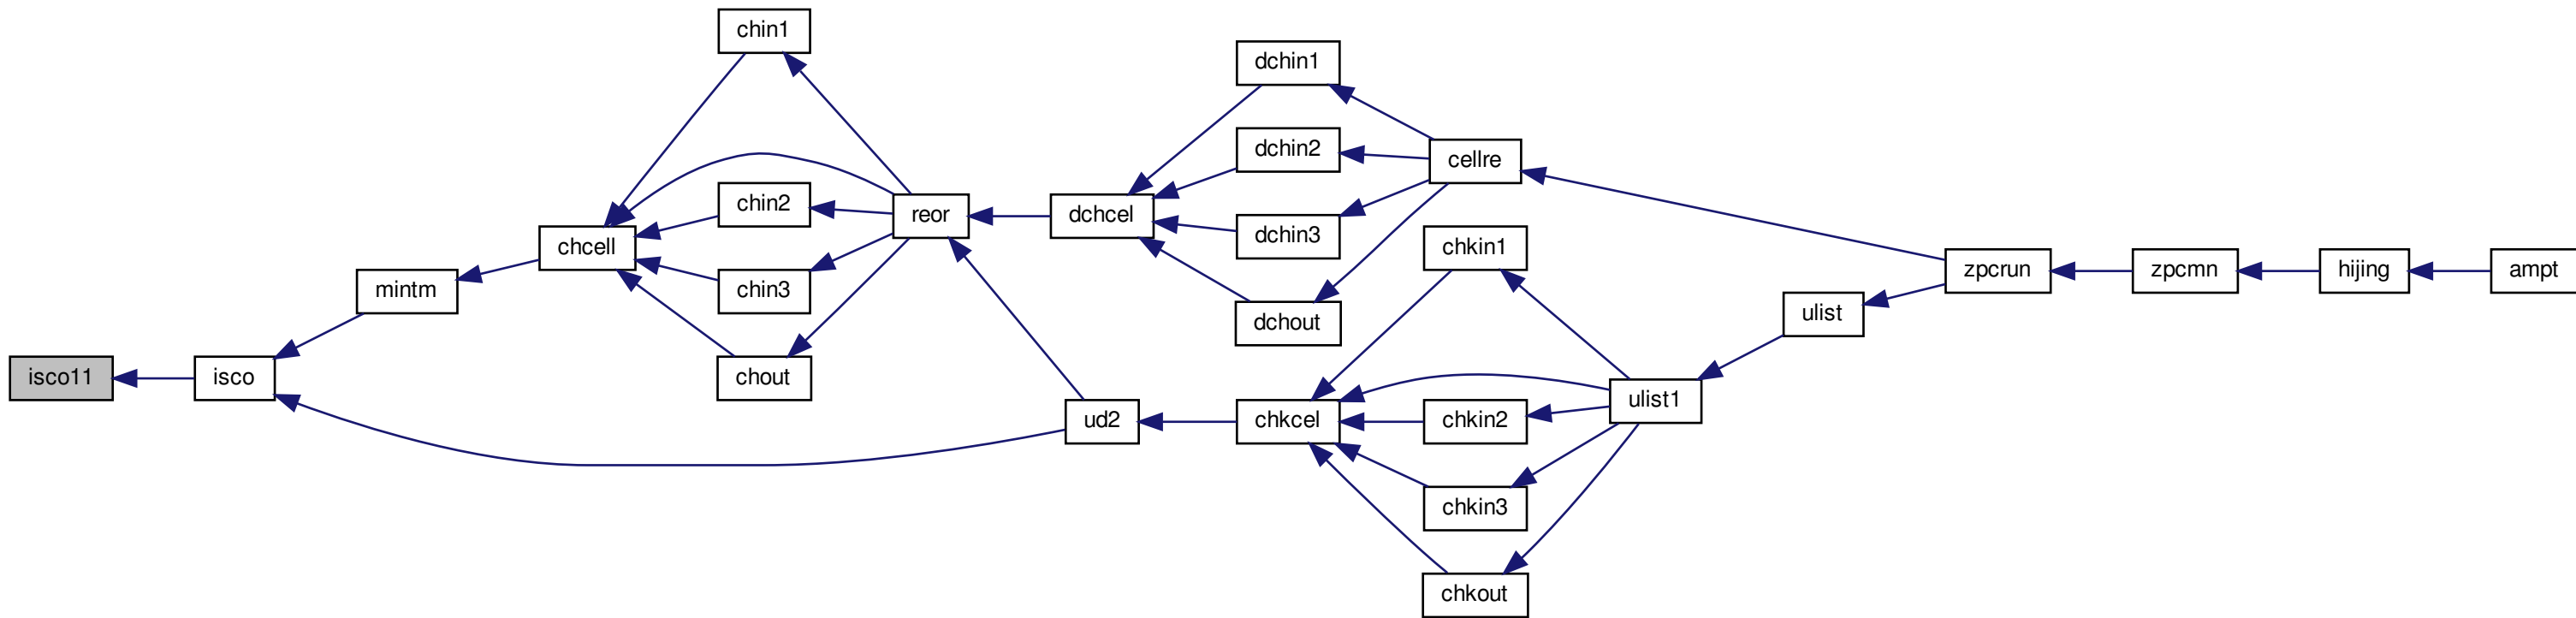 isco11
isco
mintm
chcell
chin1
chin2
chin3
chout
reor
dchcel
ud2
dchin1
dchin2
dchin3
dchout
chkcel
cellre
chkin1
chkin2
chkin3
chkout
ulist1
ulist
zpcrun
zpcmn
hijing
ampt